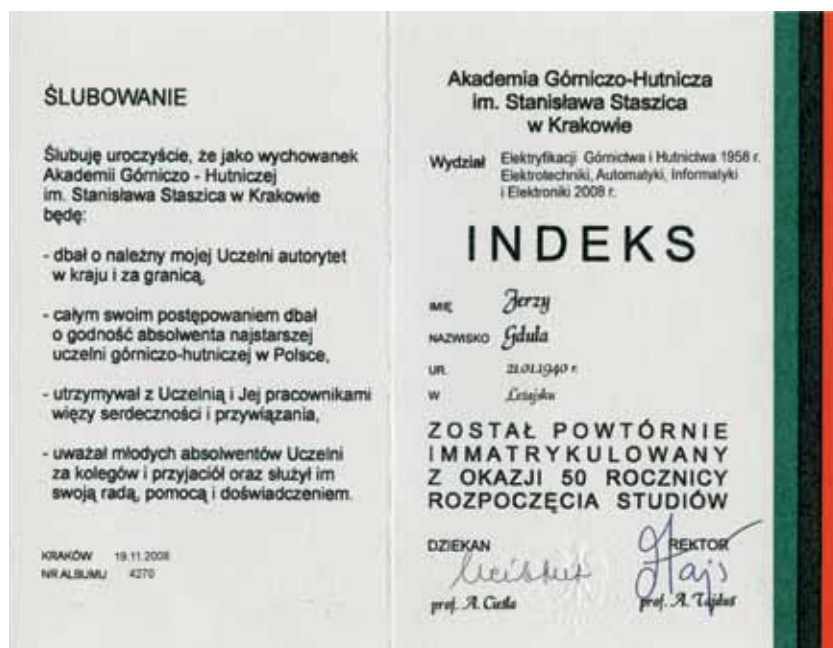 ŚLUBOWANIE
Ślubuję uroczyście, że jako wychowanek
Akademii Górniczo - Hutniczej
im. Stanisława Staszica w Krakowie
będę:
- dbał o należny mojej Uczelni autorytet
w kraju i za granicą,
- całym swoim postępowaniem dbał
o godność absolwenta najstarszej
uczelni górniczo-hutniczej w Polsce,
- utrzymywał z Uczelnią i Jej pracownikami
więzy serdeczności i przywiązania,
- uważał młodych absolwentów Uczelni
za kolegów i przyjaciół oraz służył im
swoją radą, pomocą i doświadczeniem.
KRAKÓW 19.11.2008
NR ALBUMU 4270
Akademia Górniczo-Hutnicza
im. Stanisława Staszica
w Krakowie
Wydział Elektryfikacji Górnictwa i Hutnictwa 1958 r.
Elektrotechniki, Automatyki, Informatyki
i Elektroniki 2008 r.
INDEKS
IMIĘ Jerzy
NAZWISKO Gdula
UR. 21.01.1940 r.
W Leżajsku
ZOSTAŁ POWTÓRNIE
IMMATRYKULOWANY
Z OKAZJI 50 ROCZNICY
ROZPOCZĘCIA STUDIÓW
DZIEKAN REKTOR
prof. A. Cieśla prof. A. Tajduś